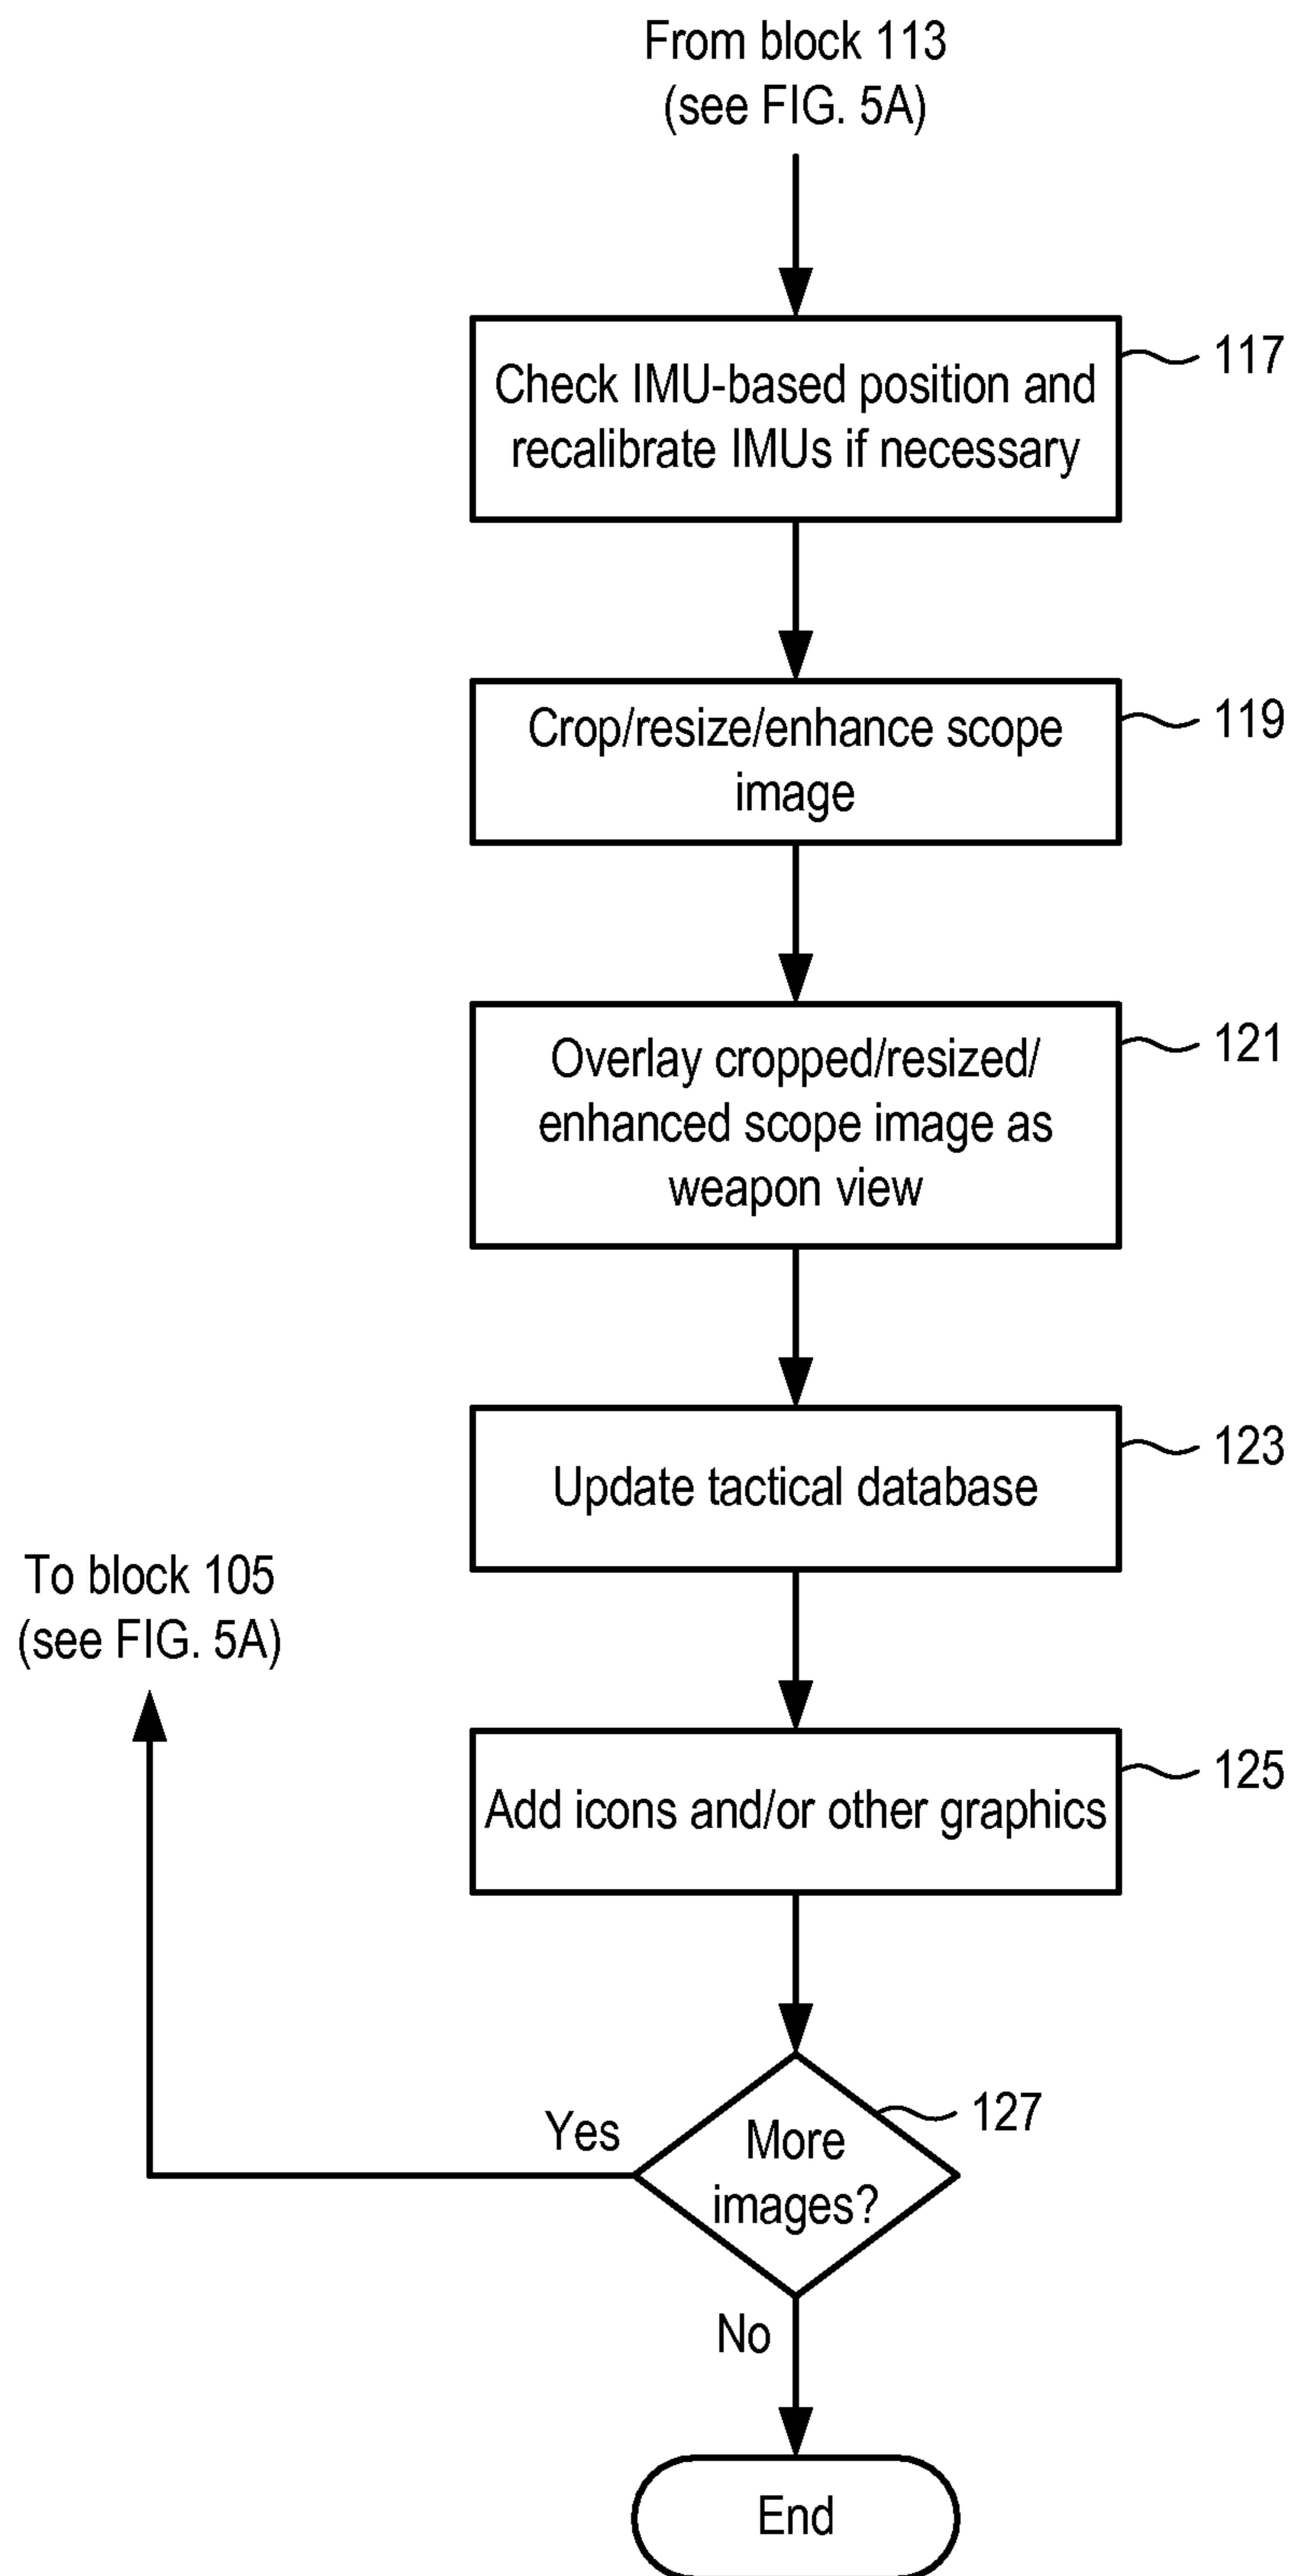 From block 113
(see FIG. 5A)
Check IMU-based position and
recalibrate IMUs if necessary
117
Crop/resize/enhance scope
image
119
Overlay cropped/resized/
enhanced scope image as
weapon view
121
Update tactical database
123
To block 105
(see FIG. 5A)
Add icons and/or other graphics
125
More
images?
127
Yes
No
End